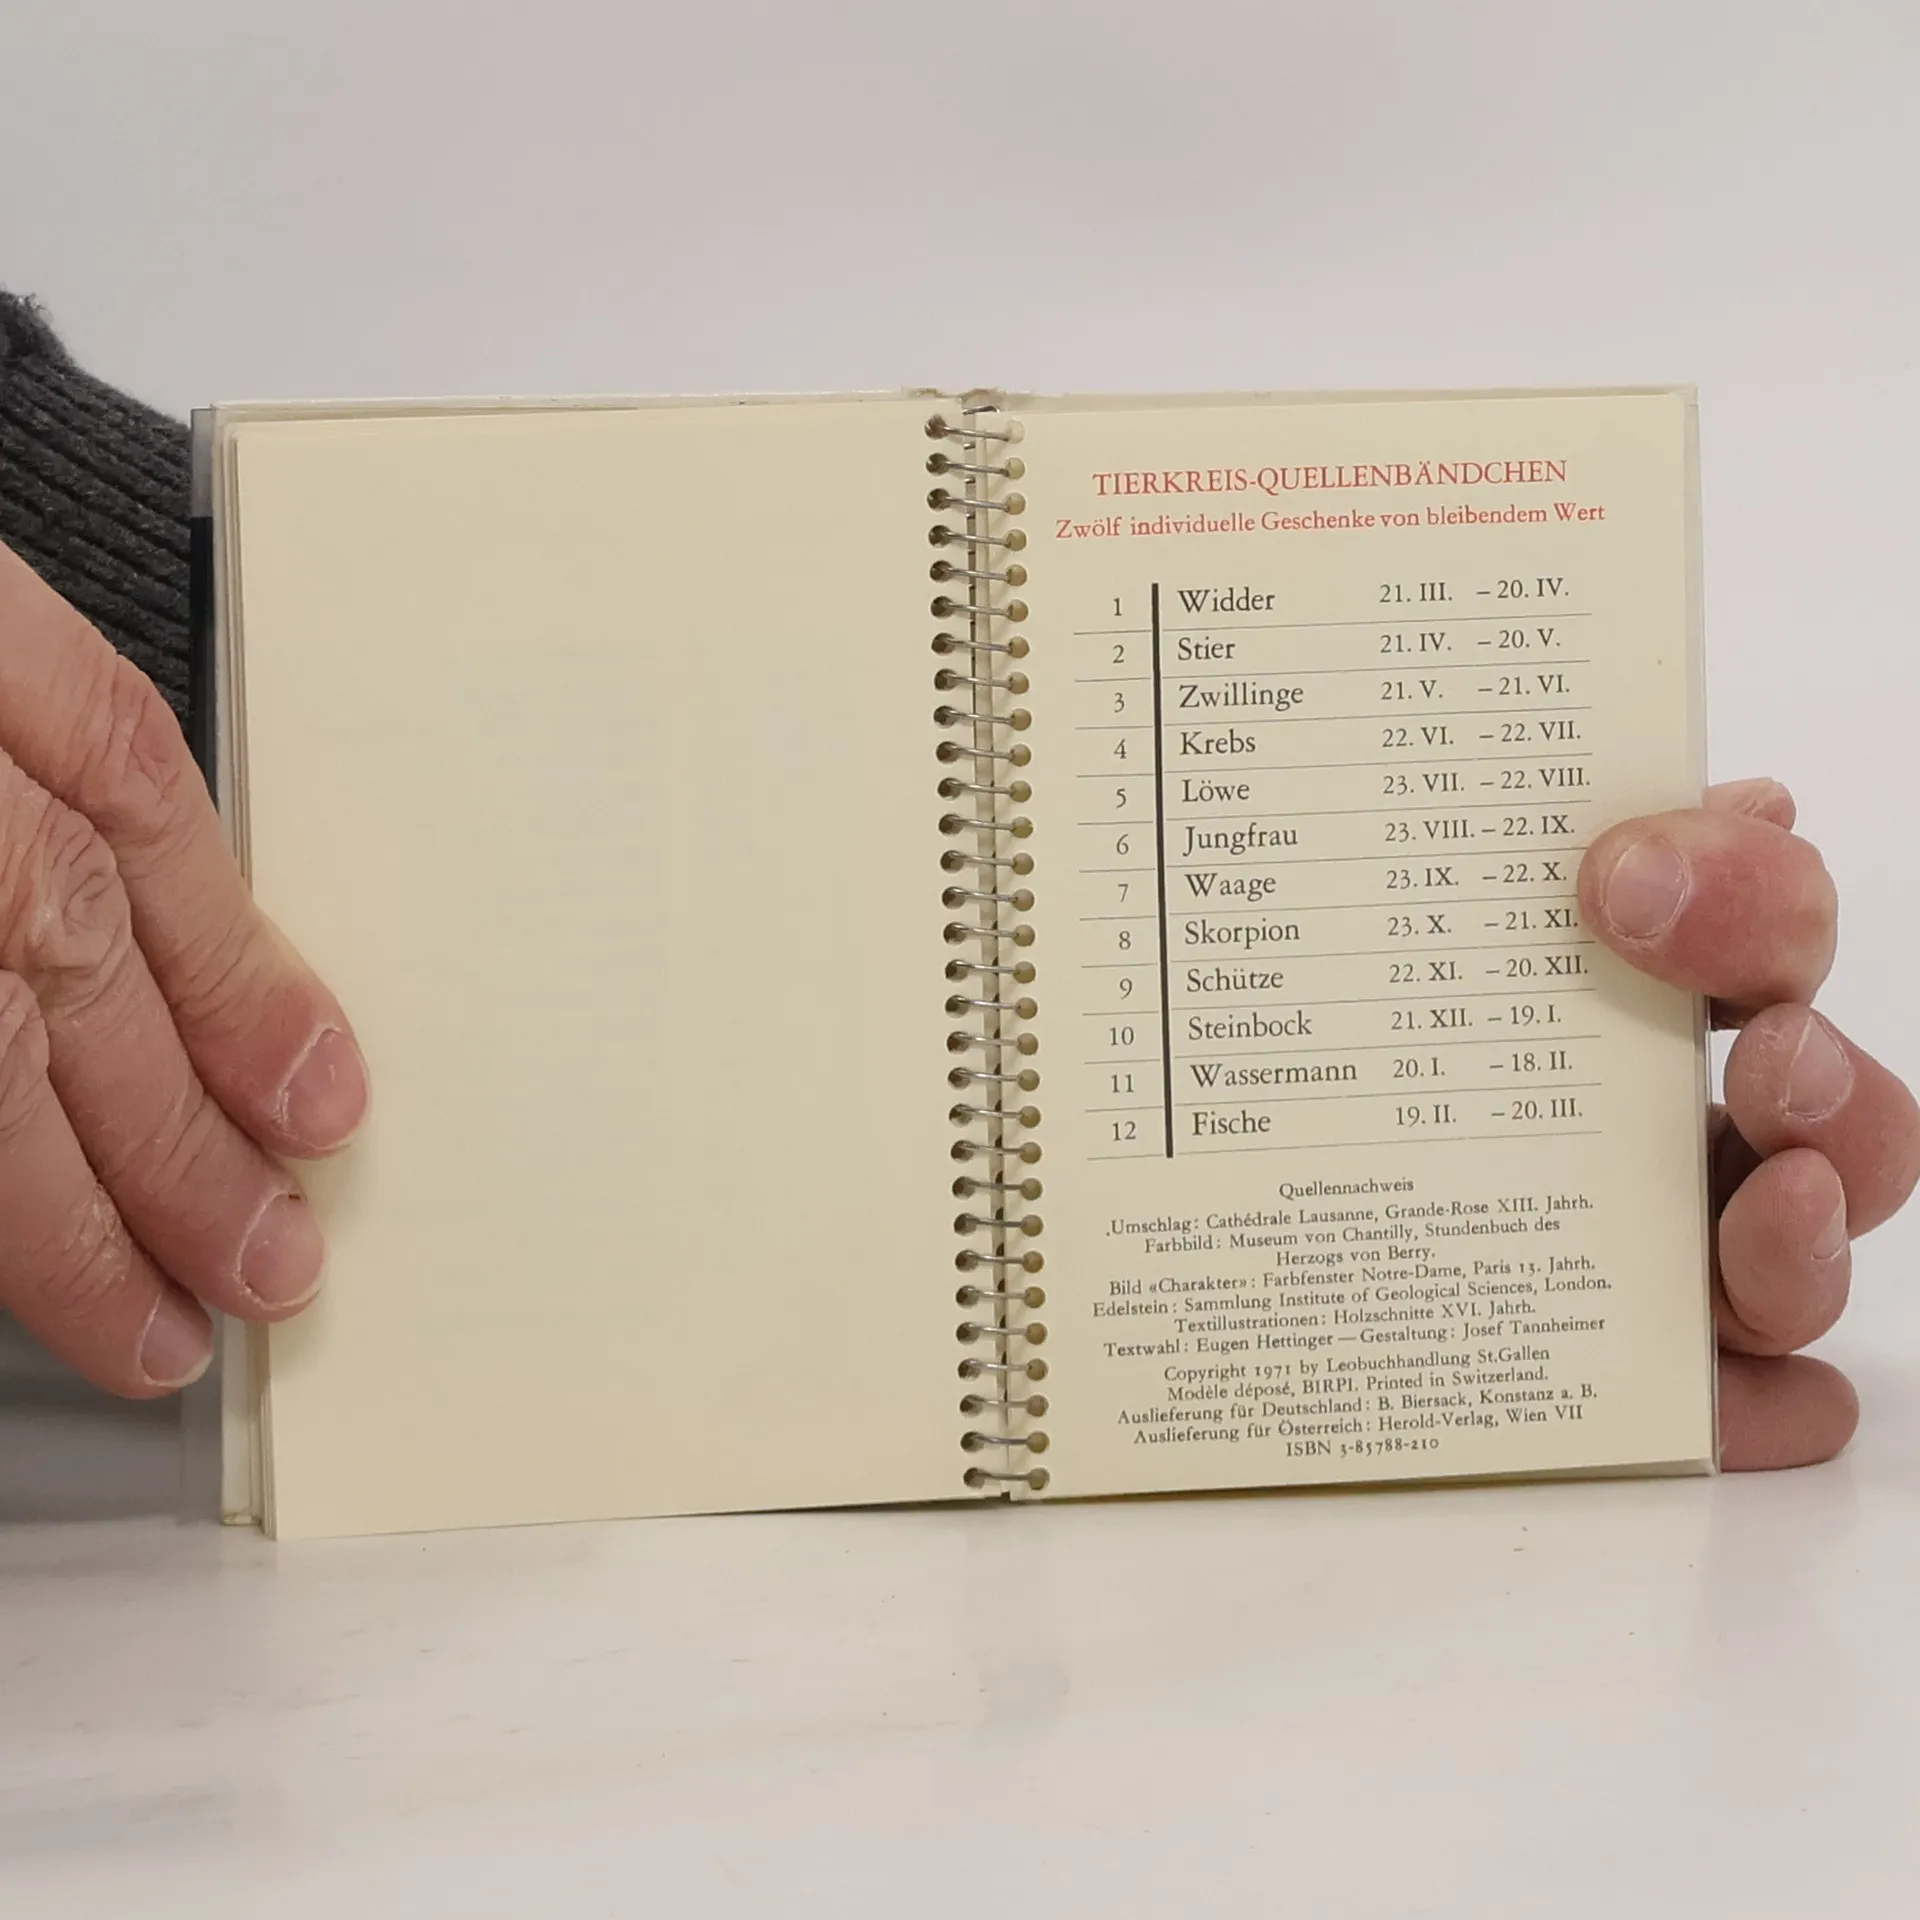 TIERKREIS-QUELLENBÄNDCHEN
Zwölf individuelle Geschenke von bleibendem Wert
1 Widder 21. III. – 20. IV.
2 Stier 21. IV. – 20. V.
3 Zwillinge 21. V. – 21. VI.
4 Krebs 22. VI. – 22. VII.
5 Löwe 23. VII. – 22. VIII.
6 Jungfrau 23. VIII. – 22. IX.
7 Waage 23. IX. – 22. X.
8 Skorpion 23. X. – 21. XI.
9 Schütze 22. XI. – 20. XII.
10 Steinbock 21. XII. – 19. I.
11 Wassermann 20. I. – 18. II.
12 Fische 19. II. – 20. III.
Quellennachweis
Umschlag: Cathédrale Lausanne, Grande-Rose XIII. Jahrh.
Farbbild: Museum von Chantilly, Stundenbuch des
Herzogs von Berry.
Bild «Charakter»: Farbfenster Notre-Dame, Paris 13. Jahrh.
Edelstein: Sammlung Institute of Geological Sciences, London.
Textillustrationen: Holzschnitte XVI. Jahrh.
Textwahl: Eugen Hettinger — Gestaltung: Josef Tannheimer
Copyright 1971 by Leobuchhandlung St.Gallen
Modèle déposé, BIRPI. Printed in Switzerland.
Auslieferung für Deutschland: B. Biersack, Konstanz a. B.
Auslieferung für Österreich: Herold-Verlag, Wien VII
ISBN 3-85788-210